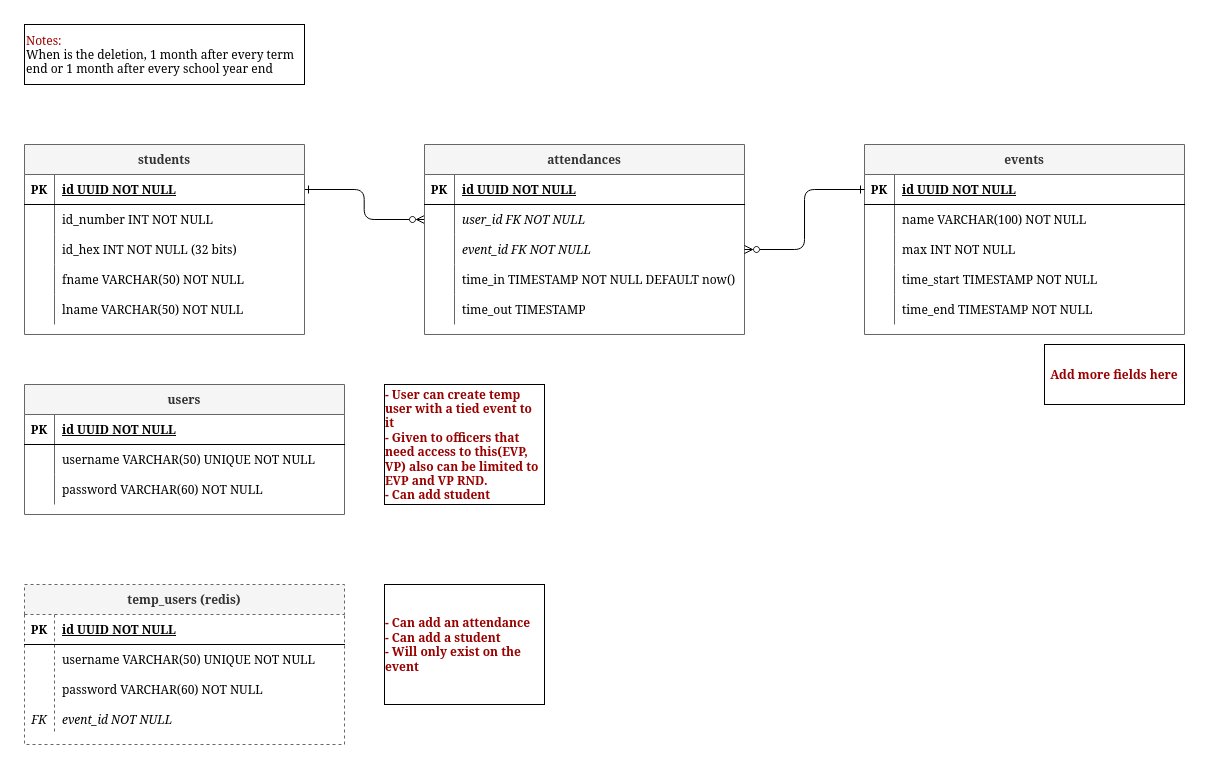 Notes:
When is the deletion, 1 month after every term
end or 1 month after every school year end
students
PK id UUID NOT NULL
id_number INT NOT NULL
id_hex INT NOT NULL (32 bits)
fname VARCHAR(50) NOT NULL
lname VARCHAR(50) NOT NULL
attendances
PK id UUID NOT NULL
user_id FK NOT NULL
event_id FK NOT NULL
time_in TIMESTAMP NOT NULL DEFAULT now()
time_out TIMESTAMP
events
PK id UUID NOT NULL
name VARCHAR(100) NOT NULL
max INT NOT NULL
time_start TIMESTAMP NOT NULL
time_end TIMESTAMP NOT NULL
Add more fields here
users
PK id UUID NOT NULL
username VARCHAR(50) UNIQUE NOT NULL
password VARCHAR(60) NOT NULL
- User can create temp
user with a tied event to
it
- Given to officers that
need access to this(EVP,
VP) also can be limited to
EVP and VP RND.
- Can add student
temp_users (redis)
PK id UUID NOT NULL
username VARCHAR(50) UNIQUE NOT NULL
password VARCHAR(60) NOT NULL
FK event_id NOT NULL
- Can add an attendance
- Can add a student
- Will only exist on the
event